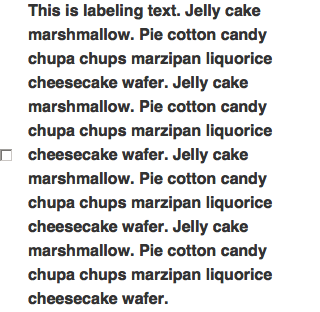 This is labeling text. Jelly cake
marshmallow. Pie cotton candy
chupa chups marzipan liquorice
cheesecake wafer. Jelly cake
marshmallow. Pie cotton candy
chupa chups marzipan liquorice
cheesecake wafer. Jelly cake
marshmallow. Pie cotton candy
chupa chups marzipan liquorice
cheesecake wafer. Jelly cake
marshmallow. Pie cotton candy
chupa chups marzipan liquorice
cheesecake wafer.